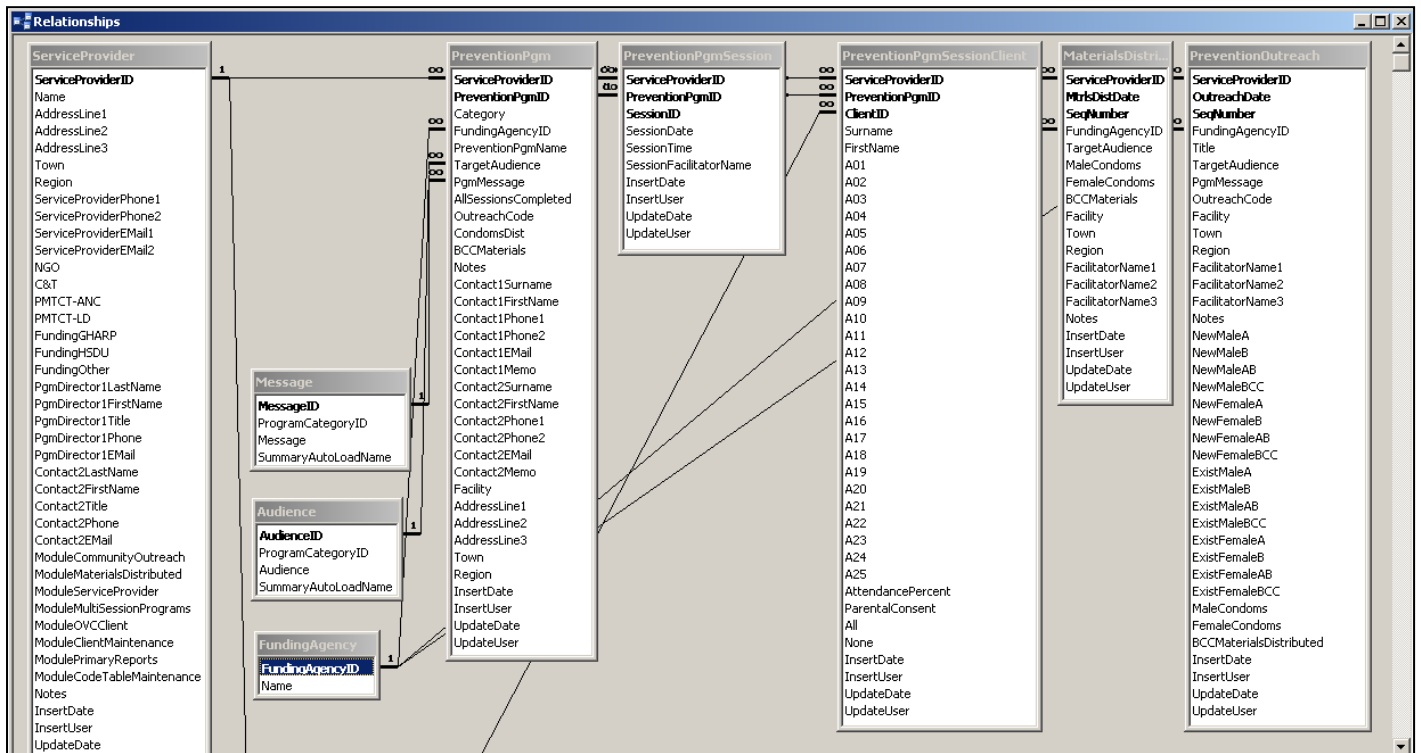 Relationships
ServiceProvider
ServiceProviderID
Name
AddressLine1
AddressLine2
AddressLine3
Town
Region
ServiceProviderPhone1
ServiceProviderPhone2
ServiceProviderEMail1
ServiceProviderEMail2
NGO
C&T
PMTCT-ANC
PMTCT-LD
FundingGHARP
FundingHSDU
FundingOther
PgmDirector1LastName
PgmDirector1FirstName
PgmDirector1Title
PgmDirector1Phone
PgmDirector1EMail
Contact2LastName
Contact2FirstName
Contact2Title
Contact2Phone
Contact2EMail
ModuleCommunityOutreach
ModuleMaterialsDistributed
ModuleServiceProvider
ModuleMultiSessionPrograms
ModuleOVCClient
ModuleClientMaintenance
ModulePrimaryReports
ModuleCodeTableMaintenance
Notes
InsertDate
InsertUser
UpdateDate
1
∞
Message
MessageID
ProgramCategoryID
Message
SummaryAutoLoadName
1
Audience
AudienceID
ProgramCategoryID
Audience
SummaryAutoLoadName
1
FundingAgency
FundingAgencyID
Name
1
∞
∞
∞
PreventionPgm
ServiceProviderID
PreventionPgmID
Category
FundingAgencyID
PreventionPgmName
TargetAudience
PgmMessage
AllSessionsCompleted
OutreachCode
CondomsDist
BCCMaterials
Notes
Contact1Surname
Contact1FirstName
Contact1Phone1
Contact1Phone2
Contact1EMail
Contact1Memo
Contact2Surname
Contact2FirstName
Contact2Phone1
Contact2Phone2
Contact2EMail
Contact2Memo
Facility
AddressLine1
AddressLine2
AddressLine3
Town
Region
InsertDate
InsertUser
UpdateDate
UpdateUser
PreventionPgmSession
ServiceProviderID
PreventionPgmID
SessionID
SessionDate
SessionTime
SessionFacilitatorName
InsertDate
InsertUser
UpdateDate
UpdateUser
∞
∞
∞
PreventionPgmSessionClient
ServiceProviderID
PreventionPgmID
ClientID
Surname
FirstName
A01
A02
A03
A04
A05
A06
A07
A08
A09
A10
A11
A12
A13
A14
A15
A16
A17
A18
A19
A20
A21
A22
A23
A24
A25
AttendancePercent
ParentalConsent
All
None
InsertDate
InsertUser
UpdateDate
UpdateUser
∞
∞
MaterialsDistri...
ServiceProviderID
MtrlsDistDate
SeqNumber
FundingAgencyID
TargetAudience
MaleCondoms
FemaleCondoms
BCCMaterials
Facility
Town
Region
FacilitatorName1
FacilitatorName2
FacilitatorName3
Notes
InsertDate
InsertUser
UpdateDate
UpdateUser
PreventionOutreach
ServiceProviderID
OutreachDate
SeqNumber
FundingAgencyID
Title
TargetAudience
PgmMessage
OutreachCode
Facility
Town
Region
FacilitatorName1
FacilitatorName2
FacilitatorName3
Notes
NewMaleA
NewMaleB
NewMaleAB
NewMaleBCC
NewFemaleA
NewFemaleB
NewFemaleAB
NewFemaleBCC
ExistMaleA
ExistMaleB
ExistMaleAB
ExistMaleBCC
ExistFemaleA
ExistFemaleB
ExistFemaleAB
ExistFemaleBCC
MaleCondoms
FemaleCondoms
BCCMaterialsDistributed
InsertDate
InsertUser
UpdateDate
UpdateUser